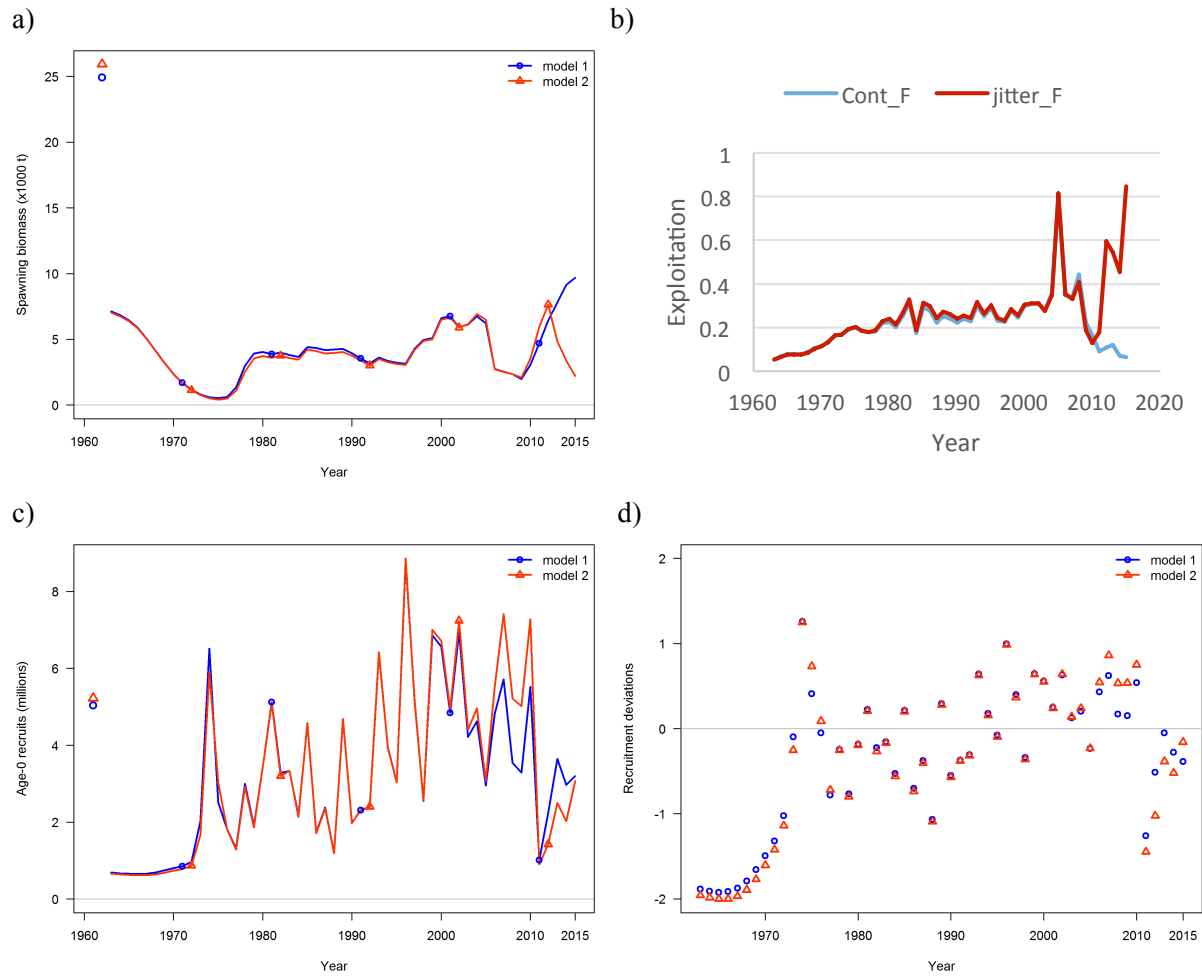 a)
25
20
15
10
5
0
Spawning biomass (x1000 t)
model 1
model 2
1960 1970 1980 1990 2000 2010 2015
Year
b)
Cont_F jitter_F
1
0.8
0.6
0.4
0.2
0
Exploitation
1960 1970 1980 1990 2000 2010 2020
Year
c)
8
6
4
2
0
Age-0 recruits (millions)
model 1
model 2
1960 1970 1980 1990 2000 2010 2015
Year
d)
2
1
0
-1
-2
Recruitment deviations
model 1
model 2
1970 1980 1990 2000 2010 2015
Year